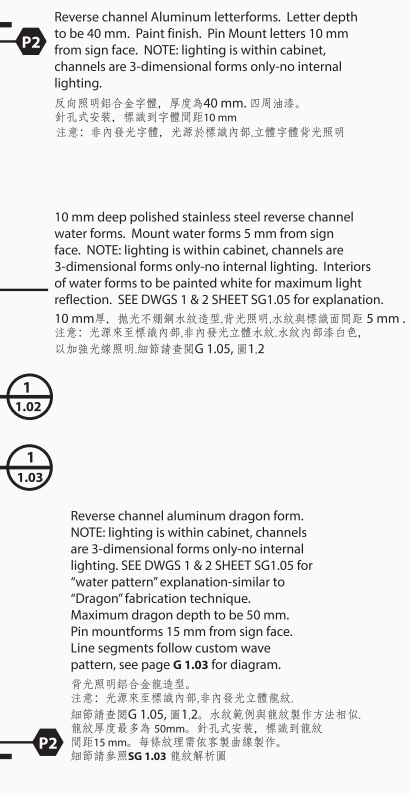 Reverse channel Aluminum letterforms.  Letter depth
to be 40 mm.  Paint finish.  Pin Mount letters 10 mm
P2
from sign face.  NOTE: lighting is within cabinet,
channels are 3-dimensional forms only-no internal
lighting.
反向照明鋁合金字體，厚度為40 mm. 四周油漆。
針孔式安裝，標識到字體間距10 mm
注意：非內發光字體，光源於標識內部,立體字體背光照明
10 mm deep polished stainless steel reverse channel
water forms.  Mount water forms 5 mm from sign
face.  NOTE: lighting is within cabinet, channels are
3-dimensional forms only-no internal lighting.  Interiors
of water forms to be painted white for maximum light
reflection.  SEE DWGS 1 & 2 SHEET SG1.05 for explanation.
10 mm厚，拋光不烟鋼水紋造型,背光照明,水紋與標識面間距 5 mm .
注意：光源來至標識內部,非內發光立體水紋.水紋內部漆白色，
以加強光線照明.細節請查閱G 1.05, 圖1.2
1
1.02
1
1.03
Reverse channel aluminum dragon form.
NOTE: lighting is within cabinet, channels
are 3-dimensional forms only-no internal
lighting. SEE DWGS 1 & 2 SHEET SG1.05 for
“water pattern” explanation-similar to
“Dragon” fabrication technique.
Maximum dragon depth to be 50 mm.
Pin mountforms 15 mm from sign face.
Line segments follow custom wave
pattern, see page G 1.03 for diagram.
背光照明鋁合金龍造型。
注意：光源來至標識內部,非內發光立體龍紋.
細節請查閱G 1.05, 圖1.2。水紋範例與龍紋製作方法相似.
龍紋厚度最多為 50mm。針孔式安裝，標識到龍紋
P2
間距15 mm。每條紋理需依客製曲線製作。
細節請參照SG 1.03 龍紋解析圖